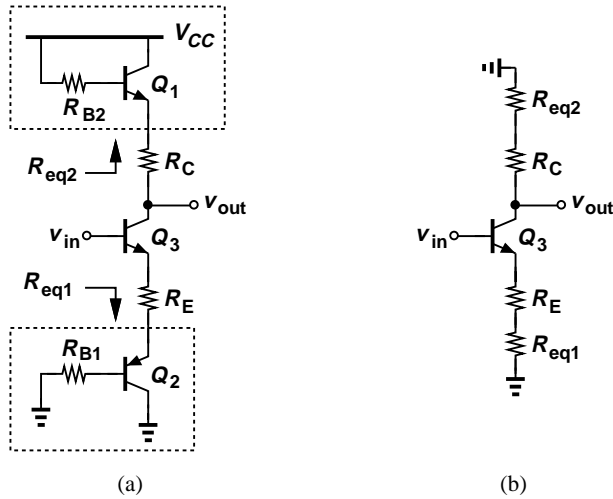 V_CC
R_B2
Q_1
R_eq2
R_C
v_out
v_in
Q_3
R_eq1
R_E
R_B1
Q_2
(a)
R_eq2
R_C
v_out
v_in
Q_3
R_E
R_eq1
(b)